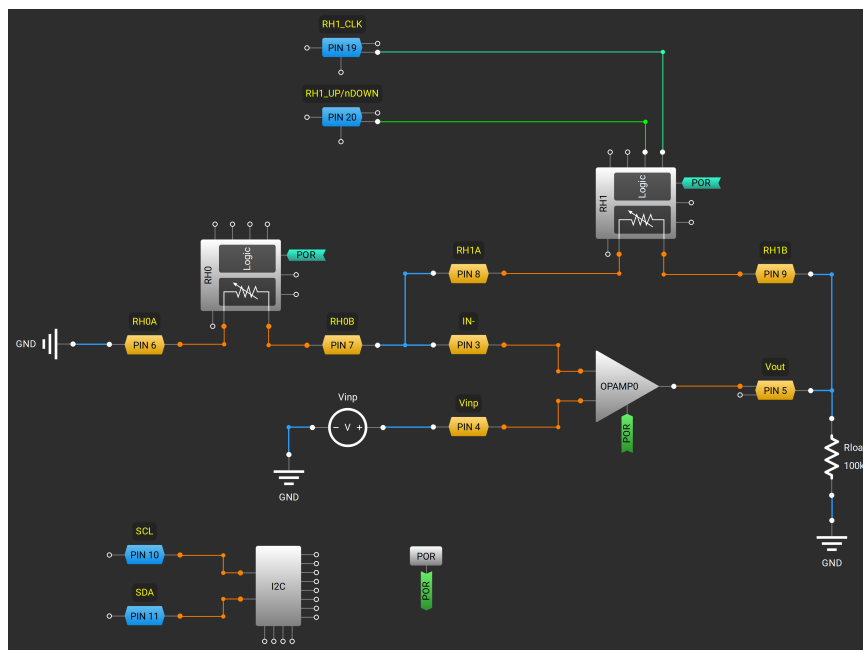 RH1_CLK
PIN 19
RH1_UP/nDOWN
PIN 20
RH1
Logic
POR
RH0
Logic
POR
RH1A
PIN 8
RH1B
PIN 9
GND
RH0A
PIN 6
RH0B
PIN 7
IN-
PIN 3
OPAMP0
Vout
PIN 5
POR
Vinp
V
Vinp
PIN 4
GND
Rloa
100k
GND
SCL
PIN 10
SDA
PIN 11
I2C
POR
POR